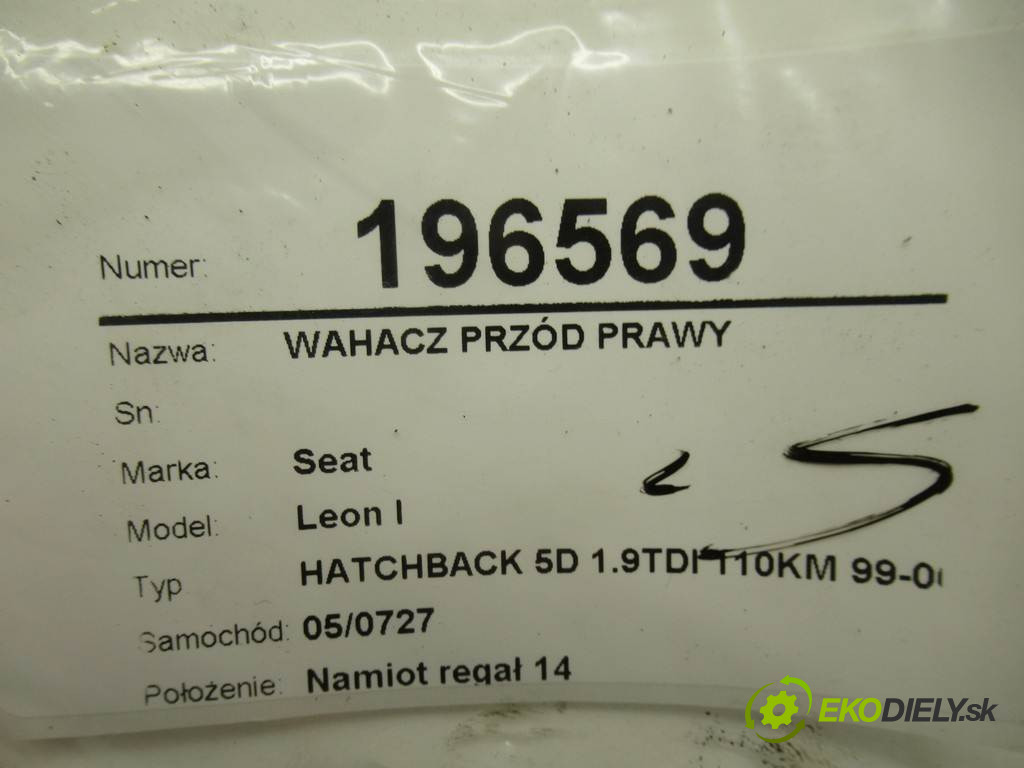 Numer: 196569
Nazwa: WAHACZ PRZÓD PRAWY
Sn:
Marka: Seat
Model: Leon I
Typ HATCHBACK 5D 1.9TDI 110KM 99-0
Samochód: 05/0727
Położenie: Namiot regał 14
EKODIELY.sk